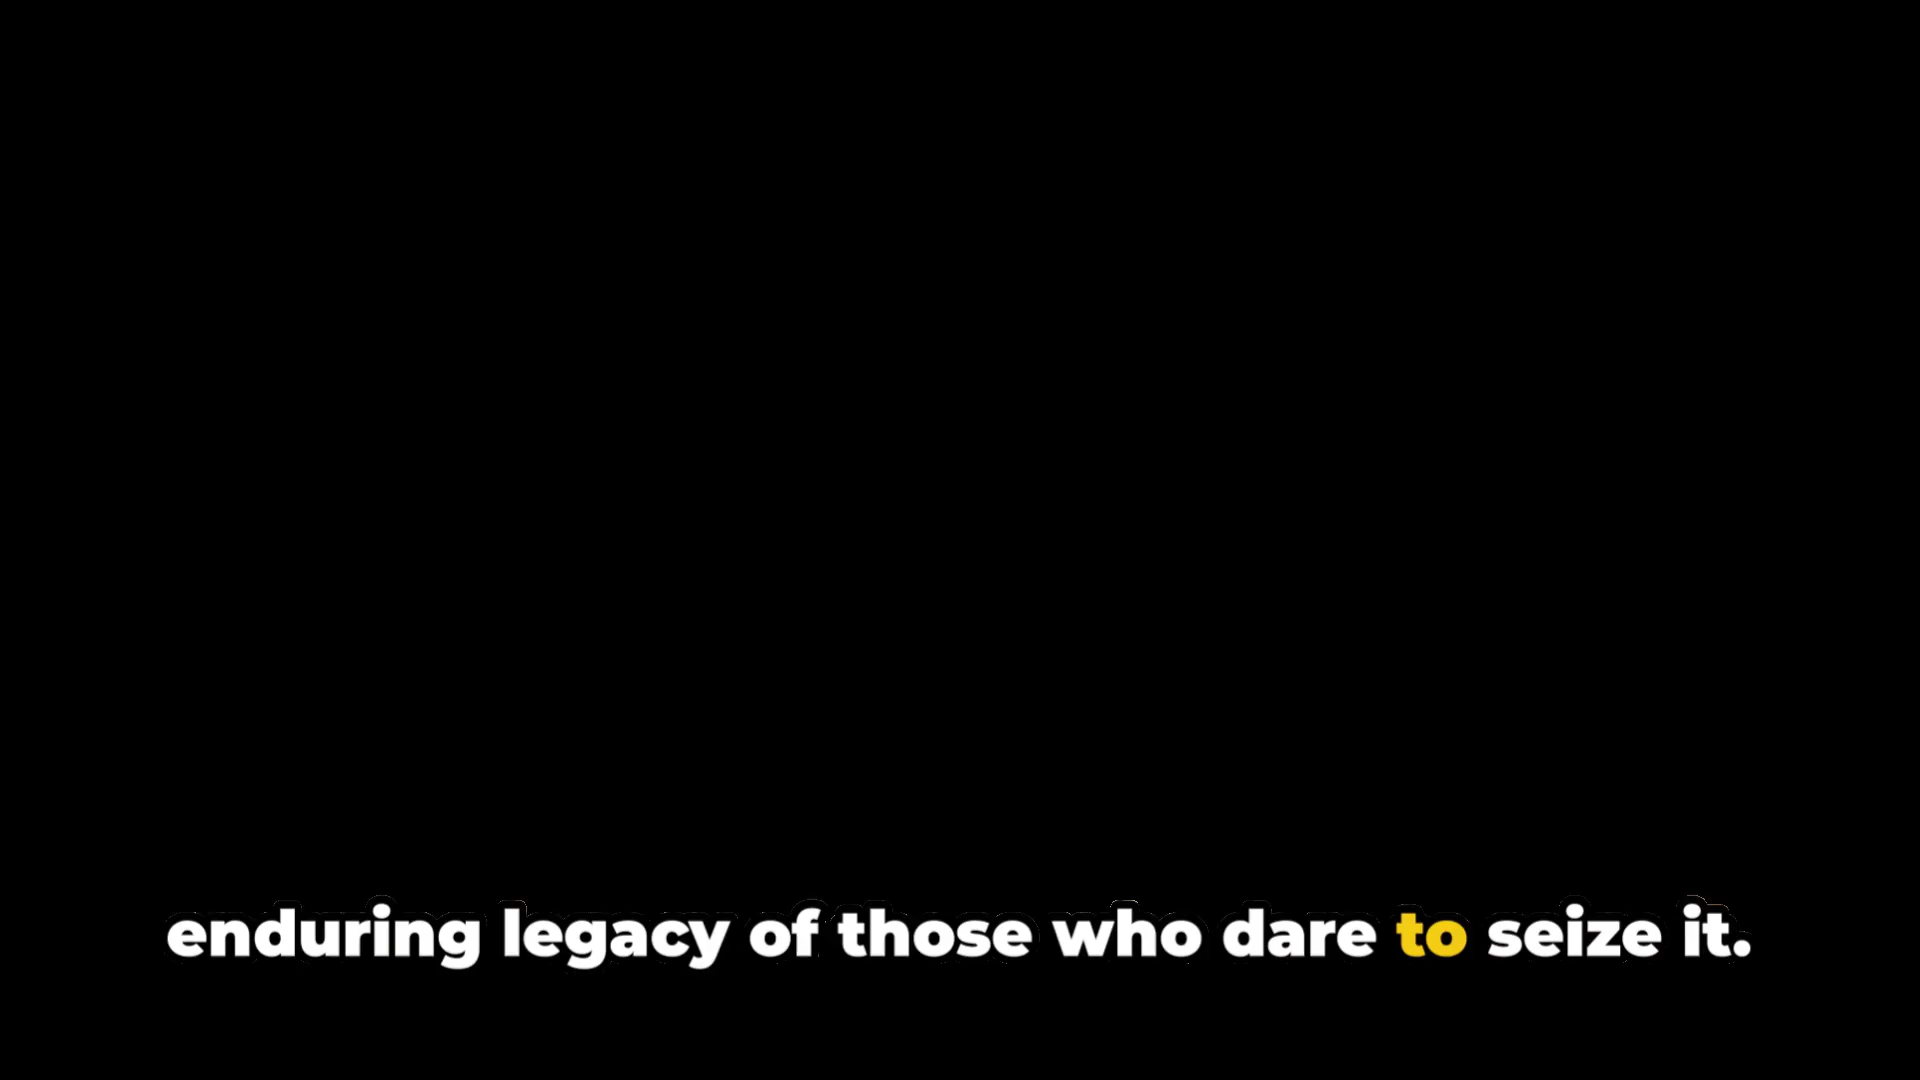 enduring legacy of those who dare to seize it.